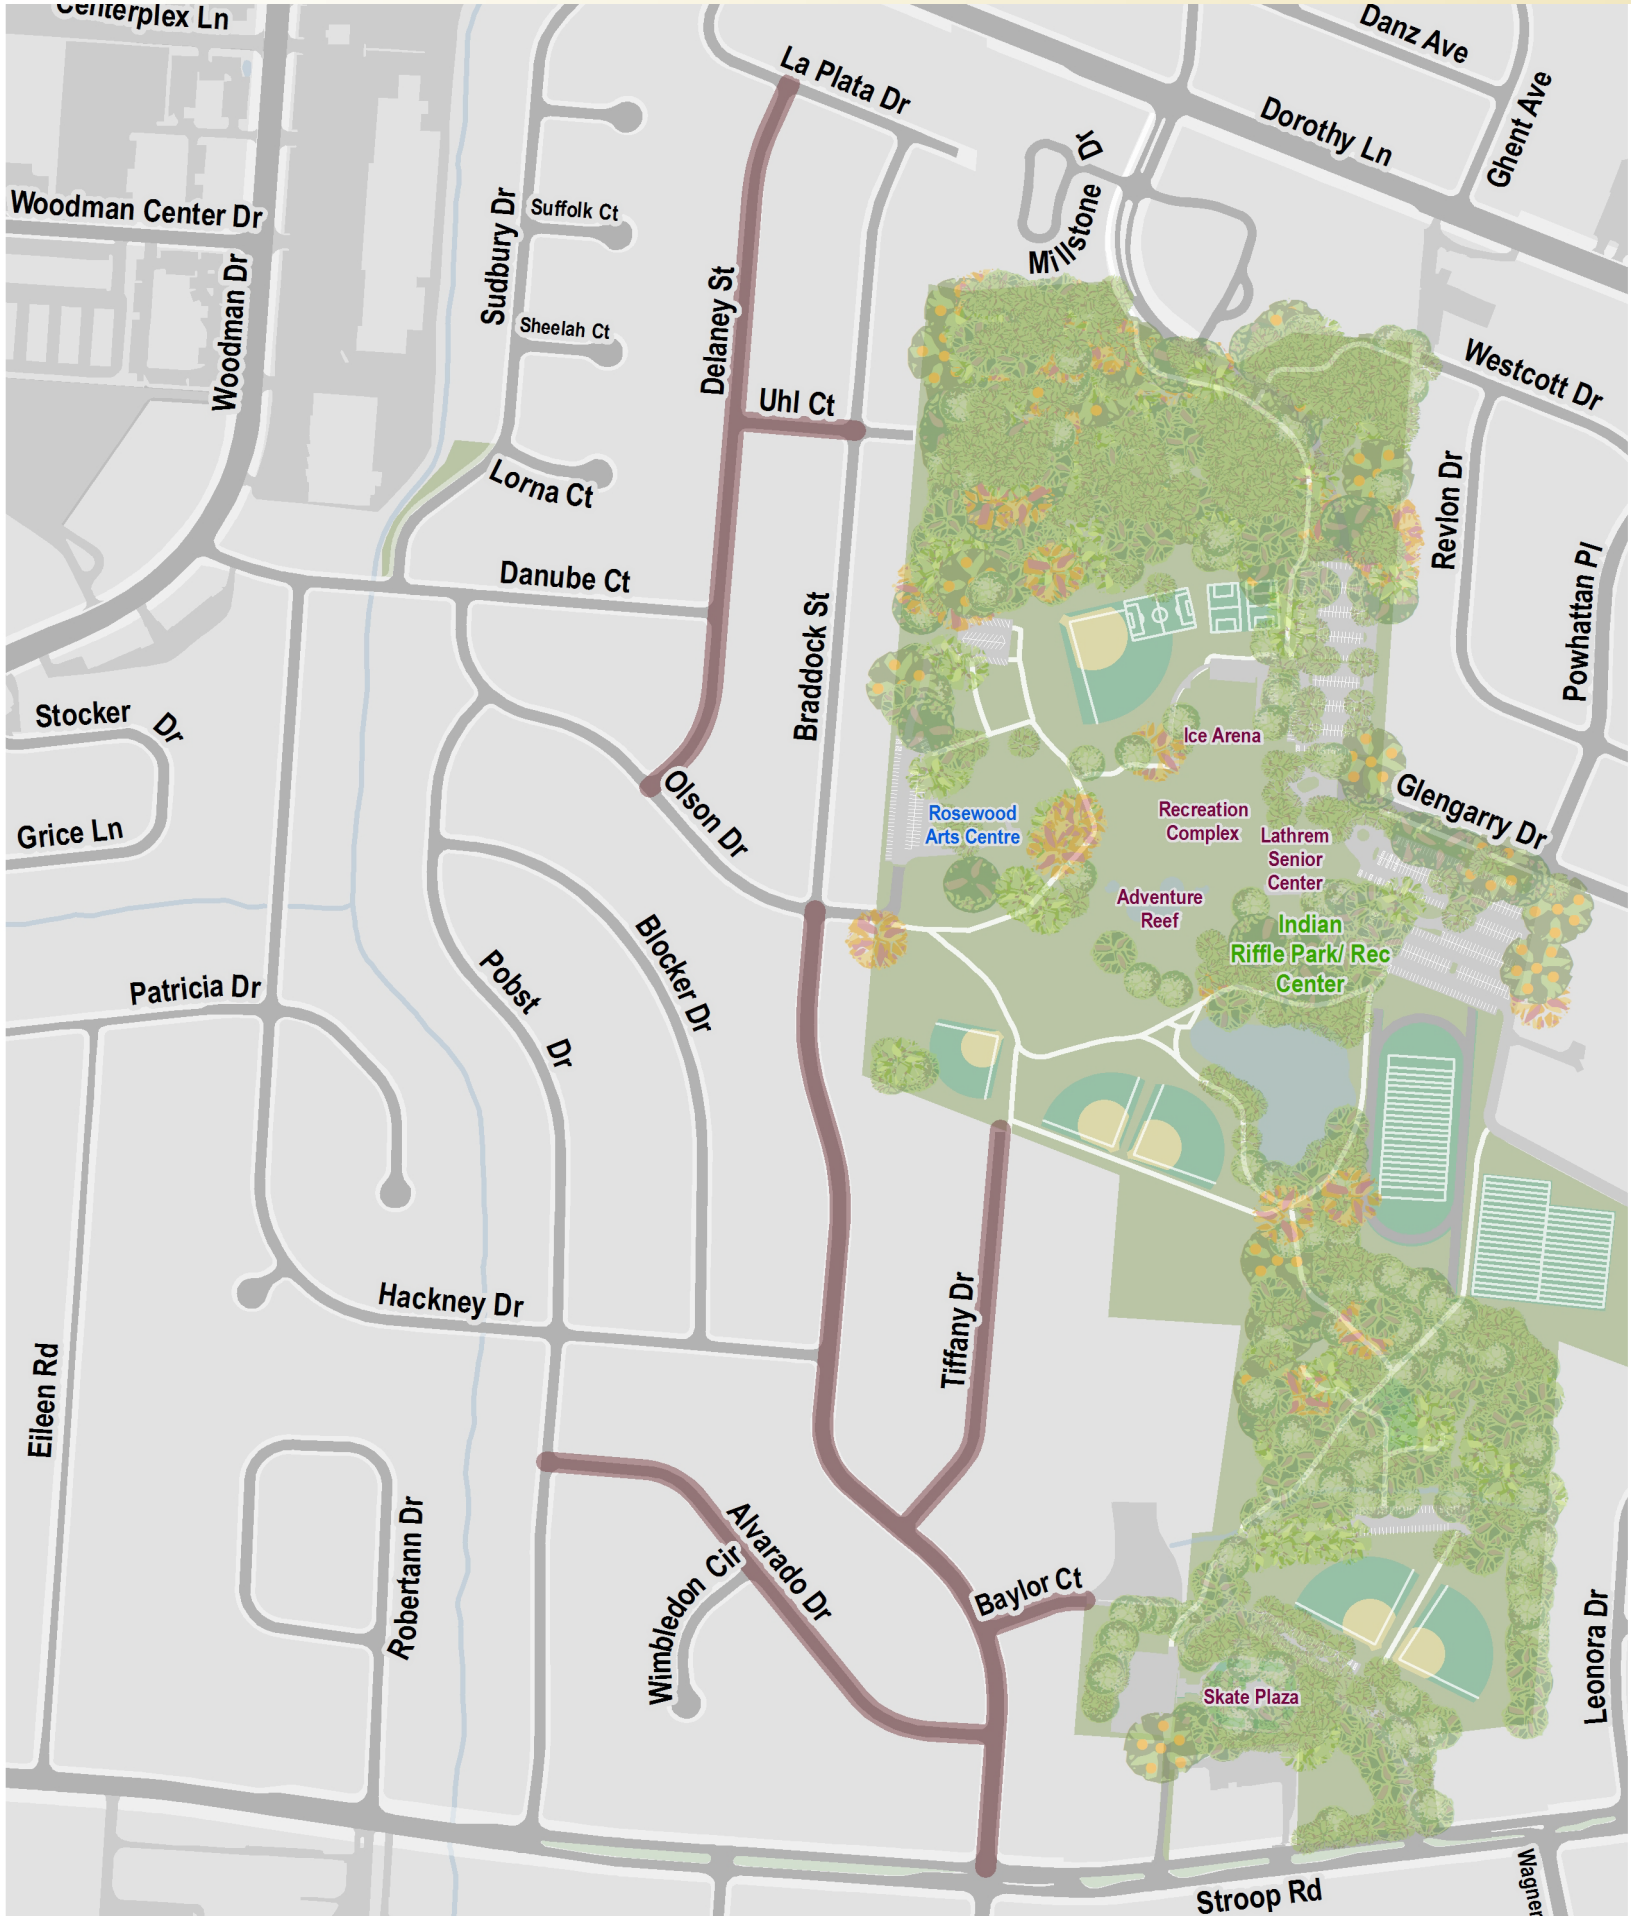 Centerplex Ln
La Plata Dr
Danz Ave
Dorothy Ln
Ghent Ave
Millstone
Dr
Woodman Center Dr
Woodman Dr
Sudbury Dr
Suffolk Ct
Sheelah Ct
Delaney St
Uhl Ct
Westcott Dr
Lorna Ct
Revlon Dr
Danube Ct
Powhattan Pl
Braddock St
Stocker
Dr
Ice Arena
Olson Dr
Rosewood
Arts Centre
Recreation
Complex
Glengarry Dr
Grice Ln
Lathrem
Senior
Center
Adventure
Reef
Indian
Riffle Park/ Rec
Center
Blocker Dr
Pobst
Dr
Patricia Dr
Hackney Dr
Tiffany Dr
Eileen Rd
Robertann Dr
Alvarado Dr
Wimbledon Cir
Baylor Ct
Leonora Dr
Skate Plaza
Stroop Rd
Wagner